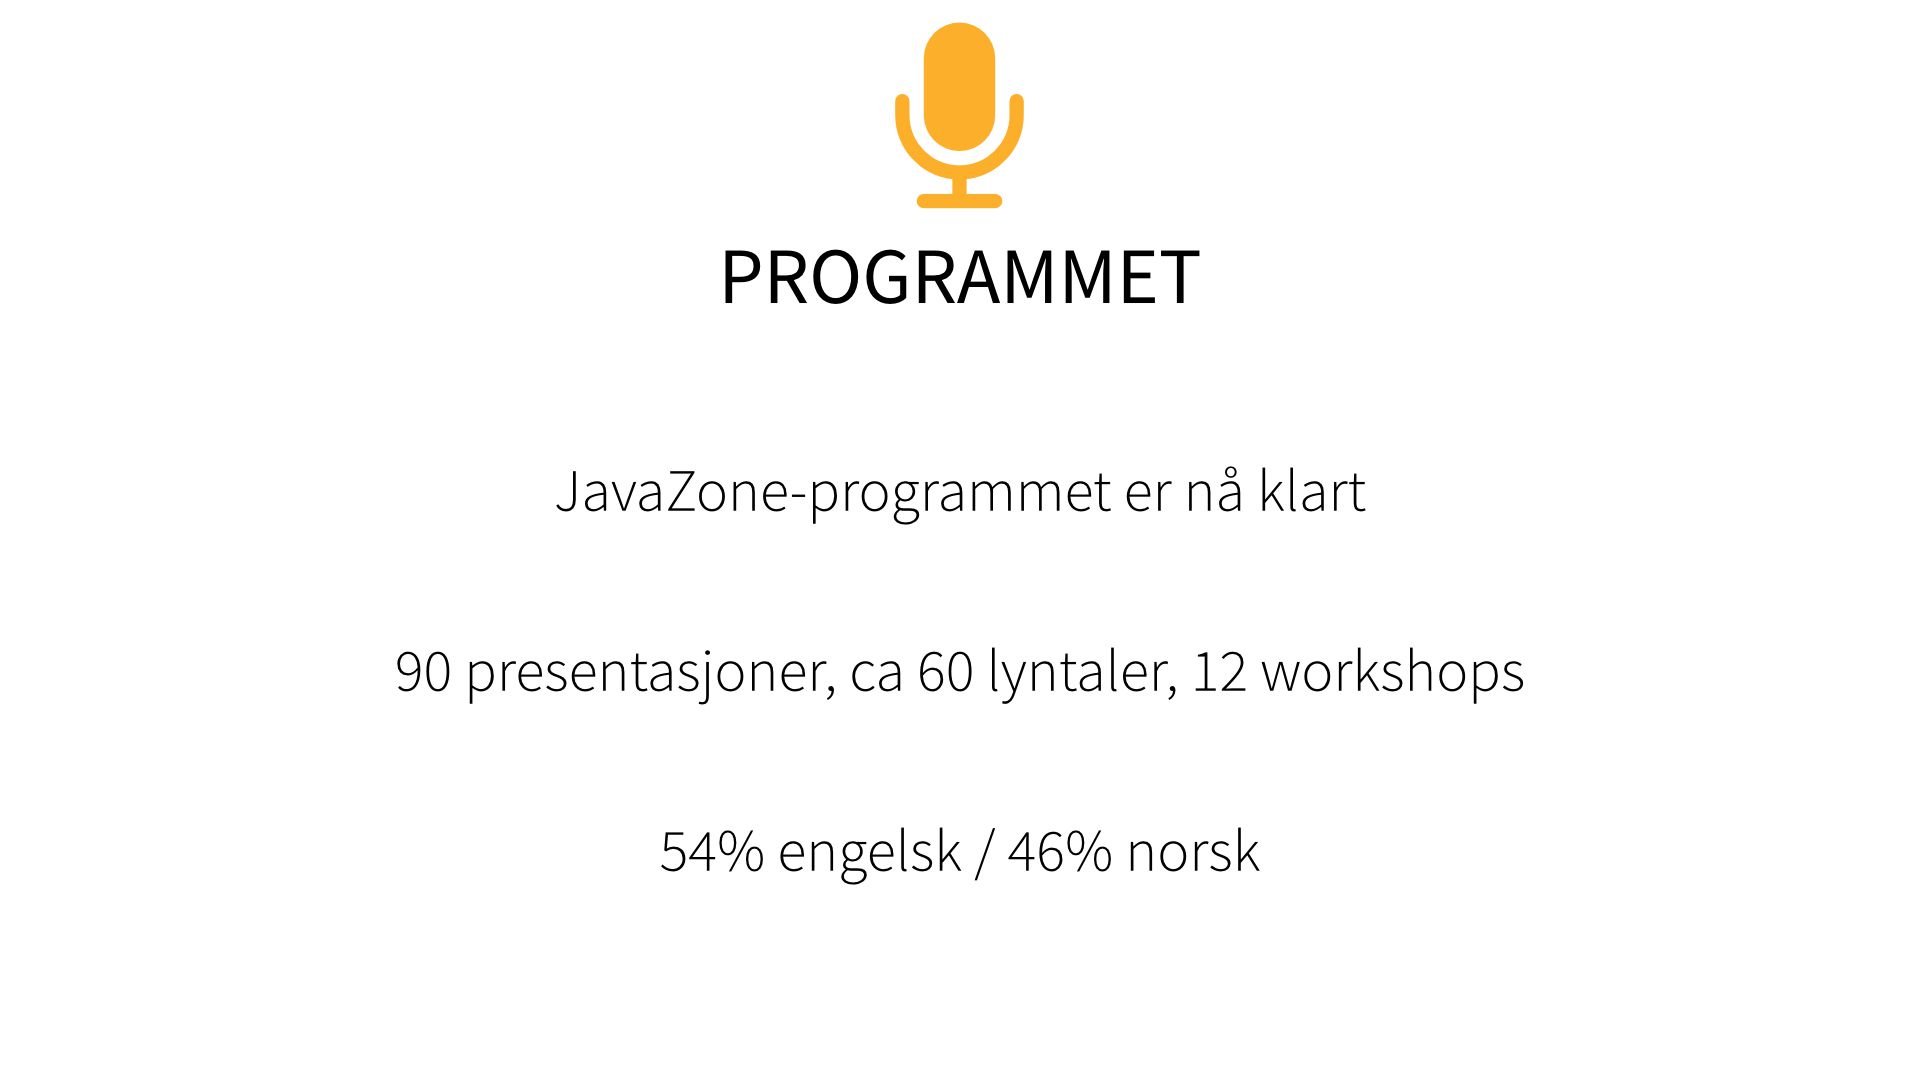 PROGRAMMET
JavaZone-programmet er nå klart
90 presentasjoner, ca 60 lyntaler, 12 workshops
54% engelsk / 46% norsk